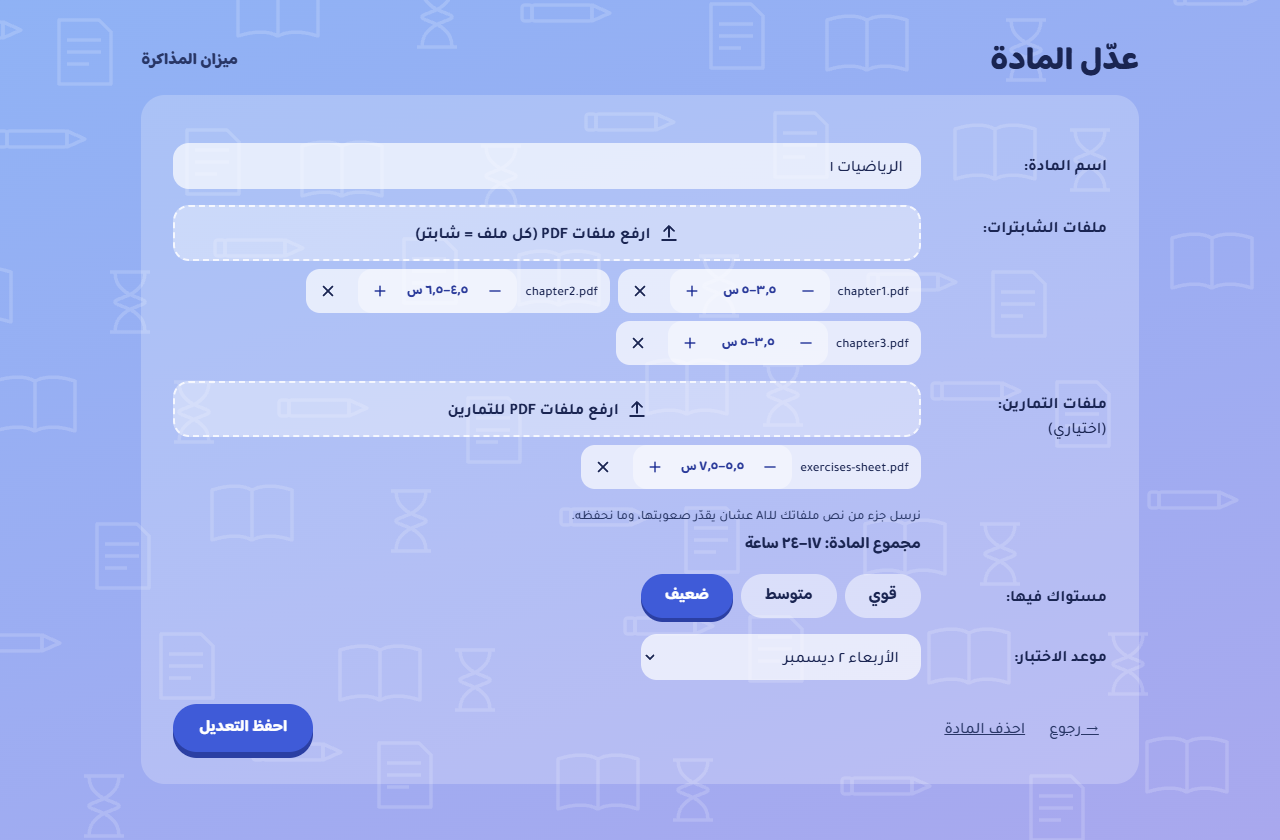 عدّل المادة
ميزان المذاكرة
اسم المادة:
الرياضيات ١
ملفات الشابترات:
ارفع ملفات PDF (كل ملف = شابتر)
chapter1.pdf − ٣٫٥–٥ س + ×
chapter2.pdf − ٤٫٥–٦٫٥ س + ×
chapter3.pdf − ٣٫٥–٥ س + ×
ملفات التمارين:
(اختياري)
ارفع ملفات PDF للتمارين
exercises-sheet.pdf − ٥٫٥–٧٫٥ س + ×
نرسل جزء من نص ملفاتك للـAI عشان يقدّر صعوبتها، وما نحفظه.
مجموع المادة: ١٧–٢٤ ساعة
مستواك فيها:
قوي
متوسط
ضعيف
موعد الاختبار:
الأربعاء ٢ ديسمبر
→ رجوع
احذف المادة
احفظ التعديل